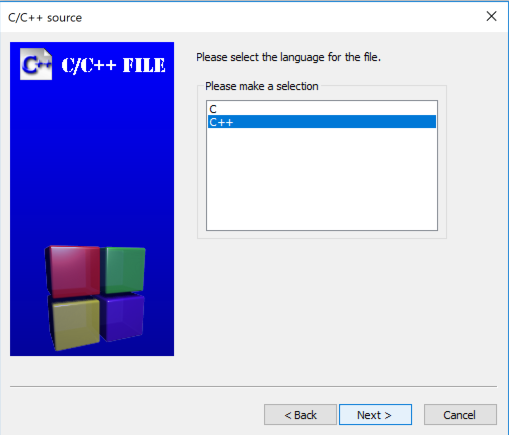 C/C++ source
C++ C/C++ FILE
Please select the language for the file.
Please make a selection
C
C++
< Back Next > Cancel